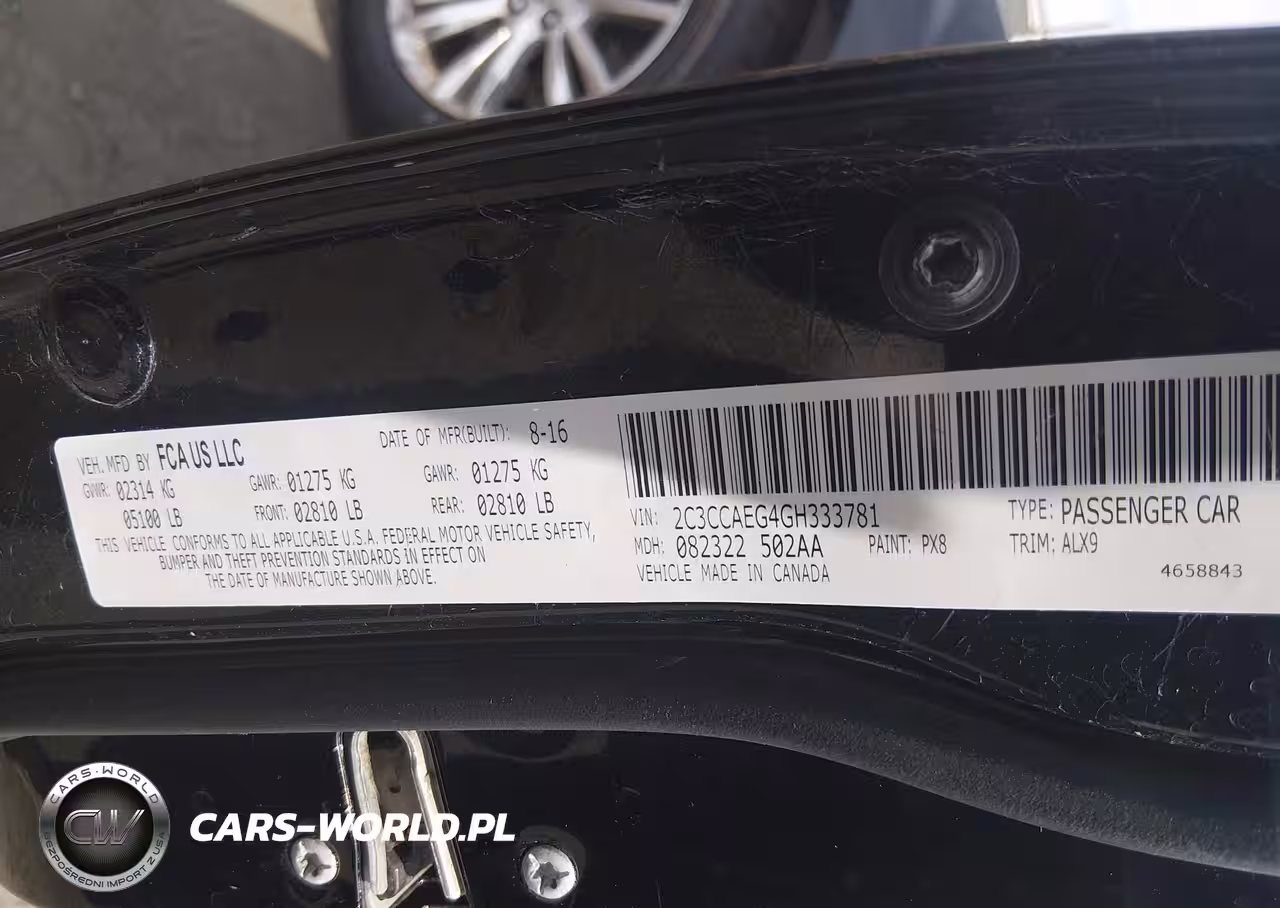 VEH. MFD BY FCA US LLC DATE OF MFR(BUILT): 8-16
GVWR: 02314 KG GAWR: 01275 KG GAWR: 01275 KG
05100 LB FRONT: 02810 LB REAR: 02810 LB
THIS VEHICLE CONFORMS TO ALL APPLICABLE U.S.A. FEDERAL MOTOR VEHICLE SAFETY,
BUMPER AND THEFT PREVENTION STANDARDS IN EFFECT ON
THE DATE OF MANUFACTURE SHOWN ABOVE.
VIN: 2C3CCAEG4GH333781 TYPE: PASSENGER CAR
MDH: 082322 502AA PAINT: PX8 TRIM: ALX9
VEHICLE MADE IN CANADA 4658843
CARS-WORLD
CW
BEZPOŚREDNI IMPORT Z USA
CARS-WORLD.PL